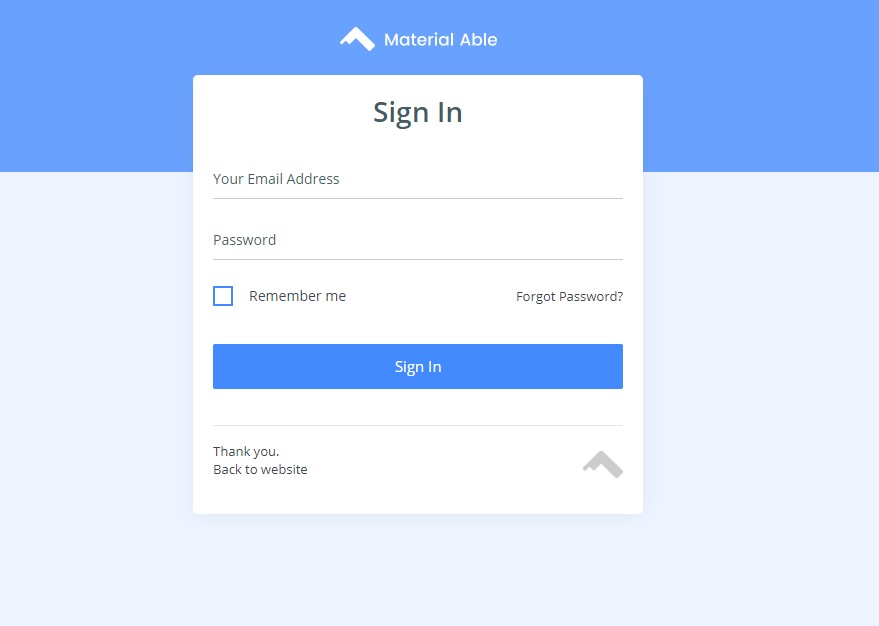 Material Able
Sign In
Your Email Address
Password
Remember me
Forgot Password?
Sign In
Thank you.
Back to website